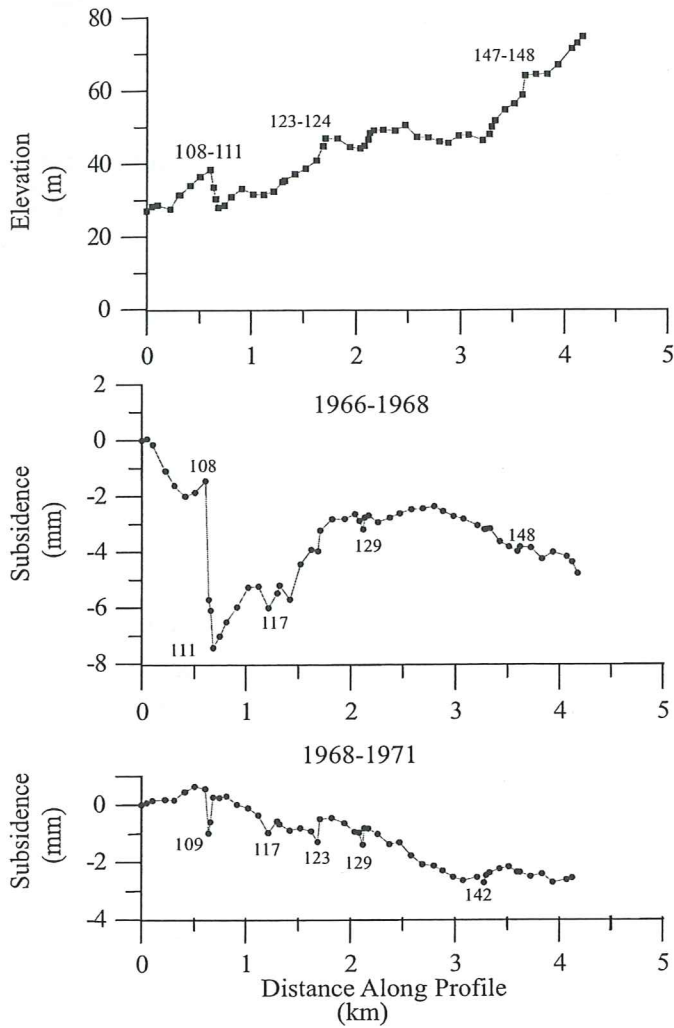 80
60
40
20
0
Elevation
(m)
108-111
123-124
147-148
0 1 2 3 4 5
1966-1968
2
0
-2
-4
-6
-8
Subsidence
(mm)
108
111
117
129
148
0 1 2 3 4 5
1968-1971
0
-2
-4
Subsidence
(mm)
109
117
123
129
142
0 1 2 3 4 5
Distance Along Profile
(km)